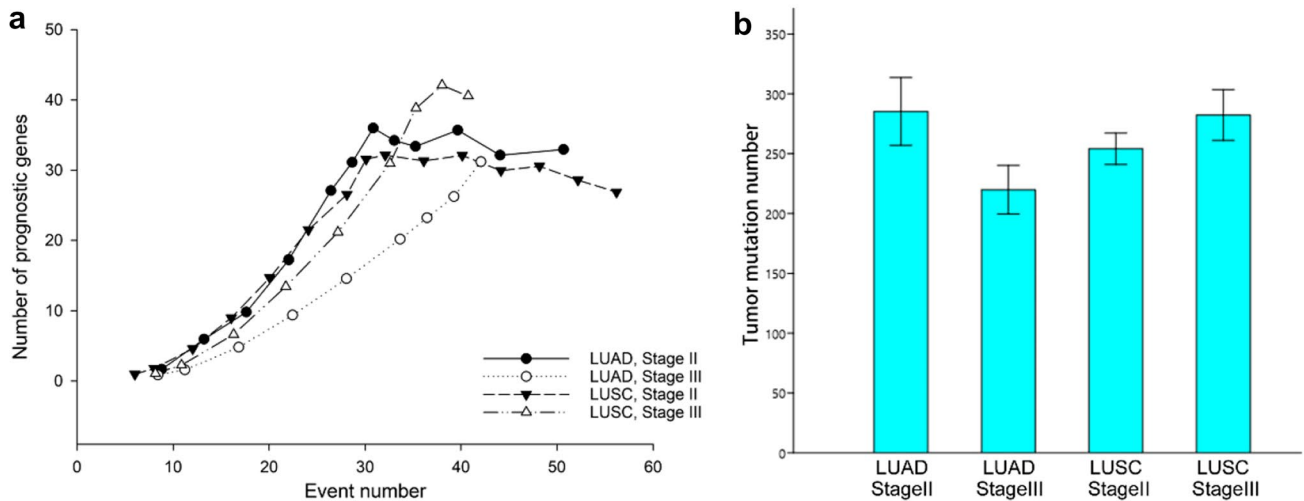 a
50
40
30
20
10
0
Number of prognostic genes
0 10 20 30 40 50 60
Event number
LUAD, Stage II
LUAD, Stage III
LUSC, Stage II
LUSC, Stage III
b
350
300
250
200
150
100
50
0
Tumor mutation number
LUAD
StageII
LUAD
StageIII
LUSC
StageII
LUSC
StageIII